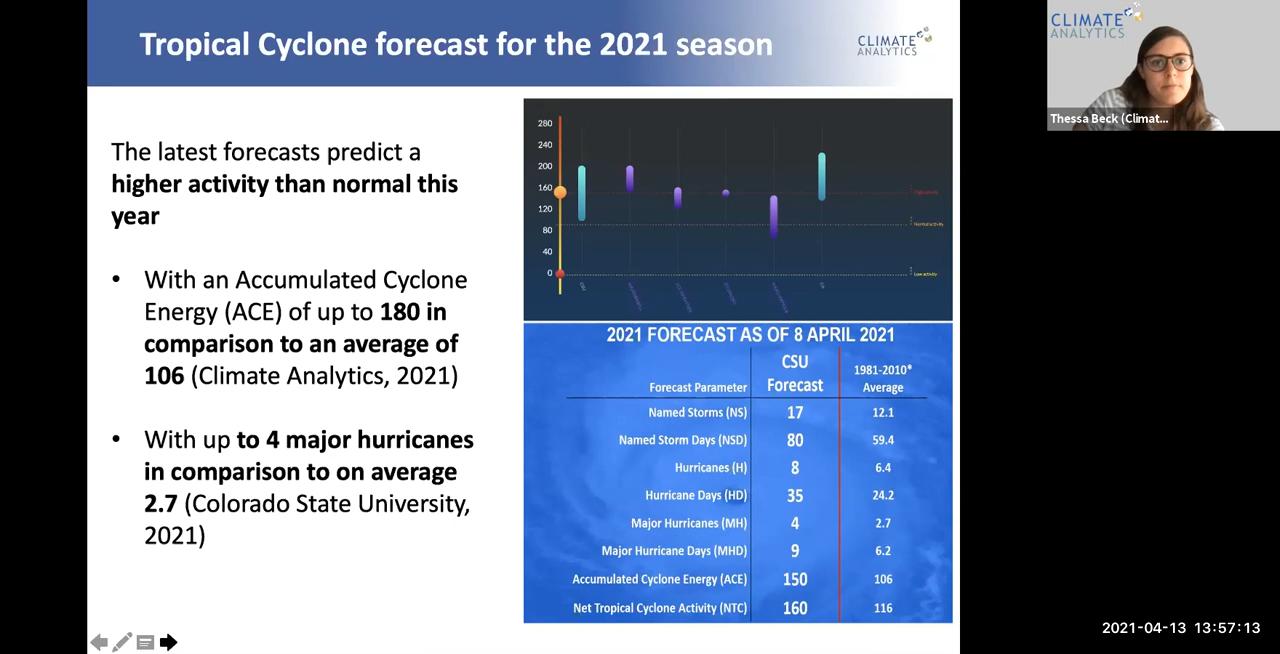 Tropical Cyclone forecast for the 2021 season
CLIMATE
ANALYTICS
The latest forecasts predict a
higher activity than normal this
year
• With an Accumulated Cyclone
Energy (ACE) of up to 180 in
comparison to an average of
106 (Climate Analytics, 2021)
• With up to 4 major hurricanes
in comparison to on average
2.7 (Colorado State University,
2021)
280
240
200
160
120
80
40
0
High activity
Normal activity
Low activity
CSU
2021 FORECAST AS OF 8 APRIL 2021
Forecast Parameter CSU Forecast 1981-2010* Average
Named Storms (NS) 17 12.1
Named Storm Days (NSD) 80 59.4
Hurricanes (H) 8 6.4
Hurricane Days (HD) 35 24.2
Major Hurricanes (MH) 4 2.7
Major Hurricane Days (MHD) 9 6.2
Accumulated Cyclone Energy (ACE) 150 106
Net Tropical Cyclone Activity (NTC) 160 116
CLIMATE
ANALYTICS
Thessa Beck (Climat...
2021-04-13 13:57:13